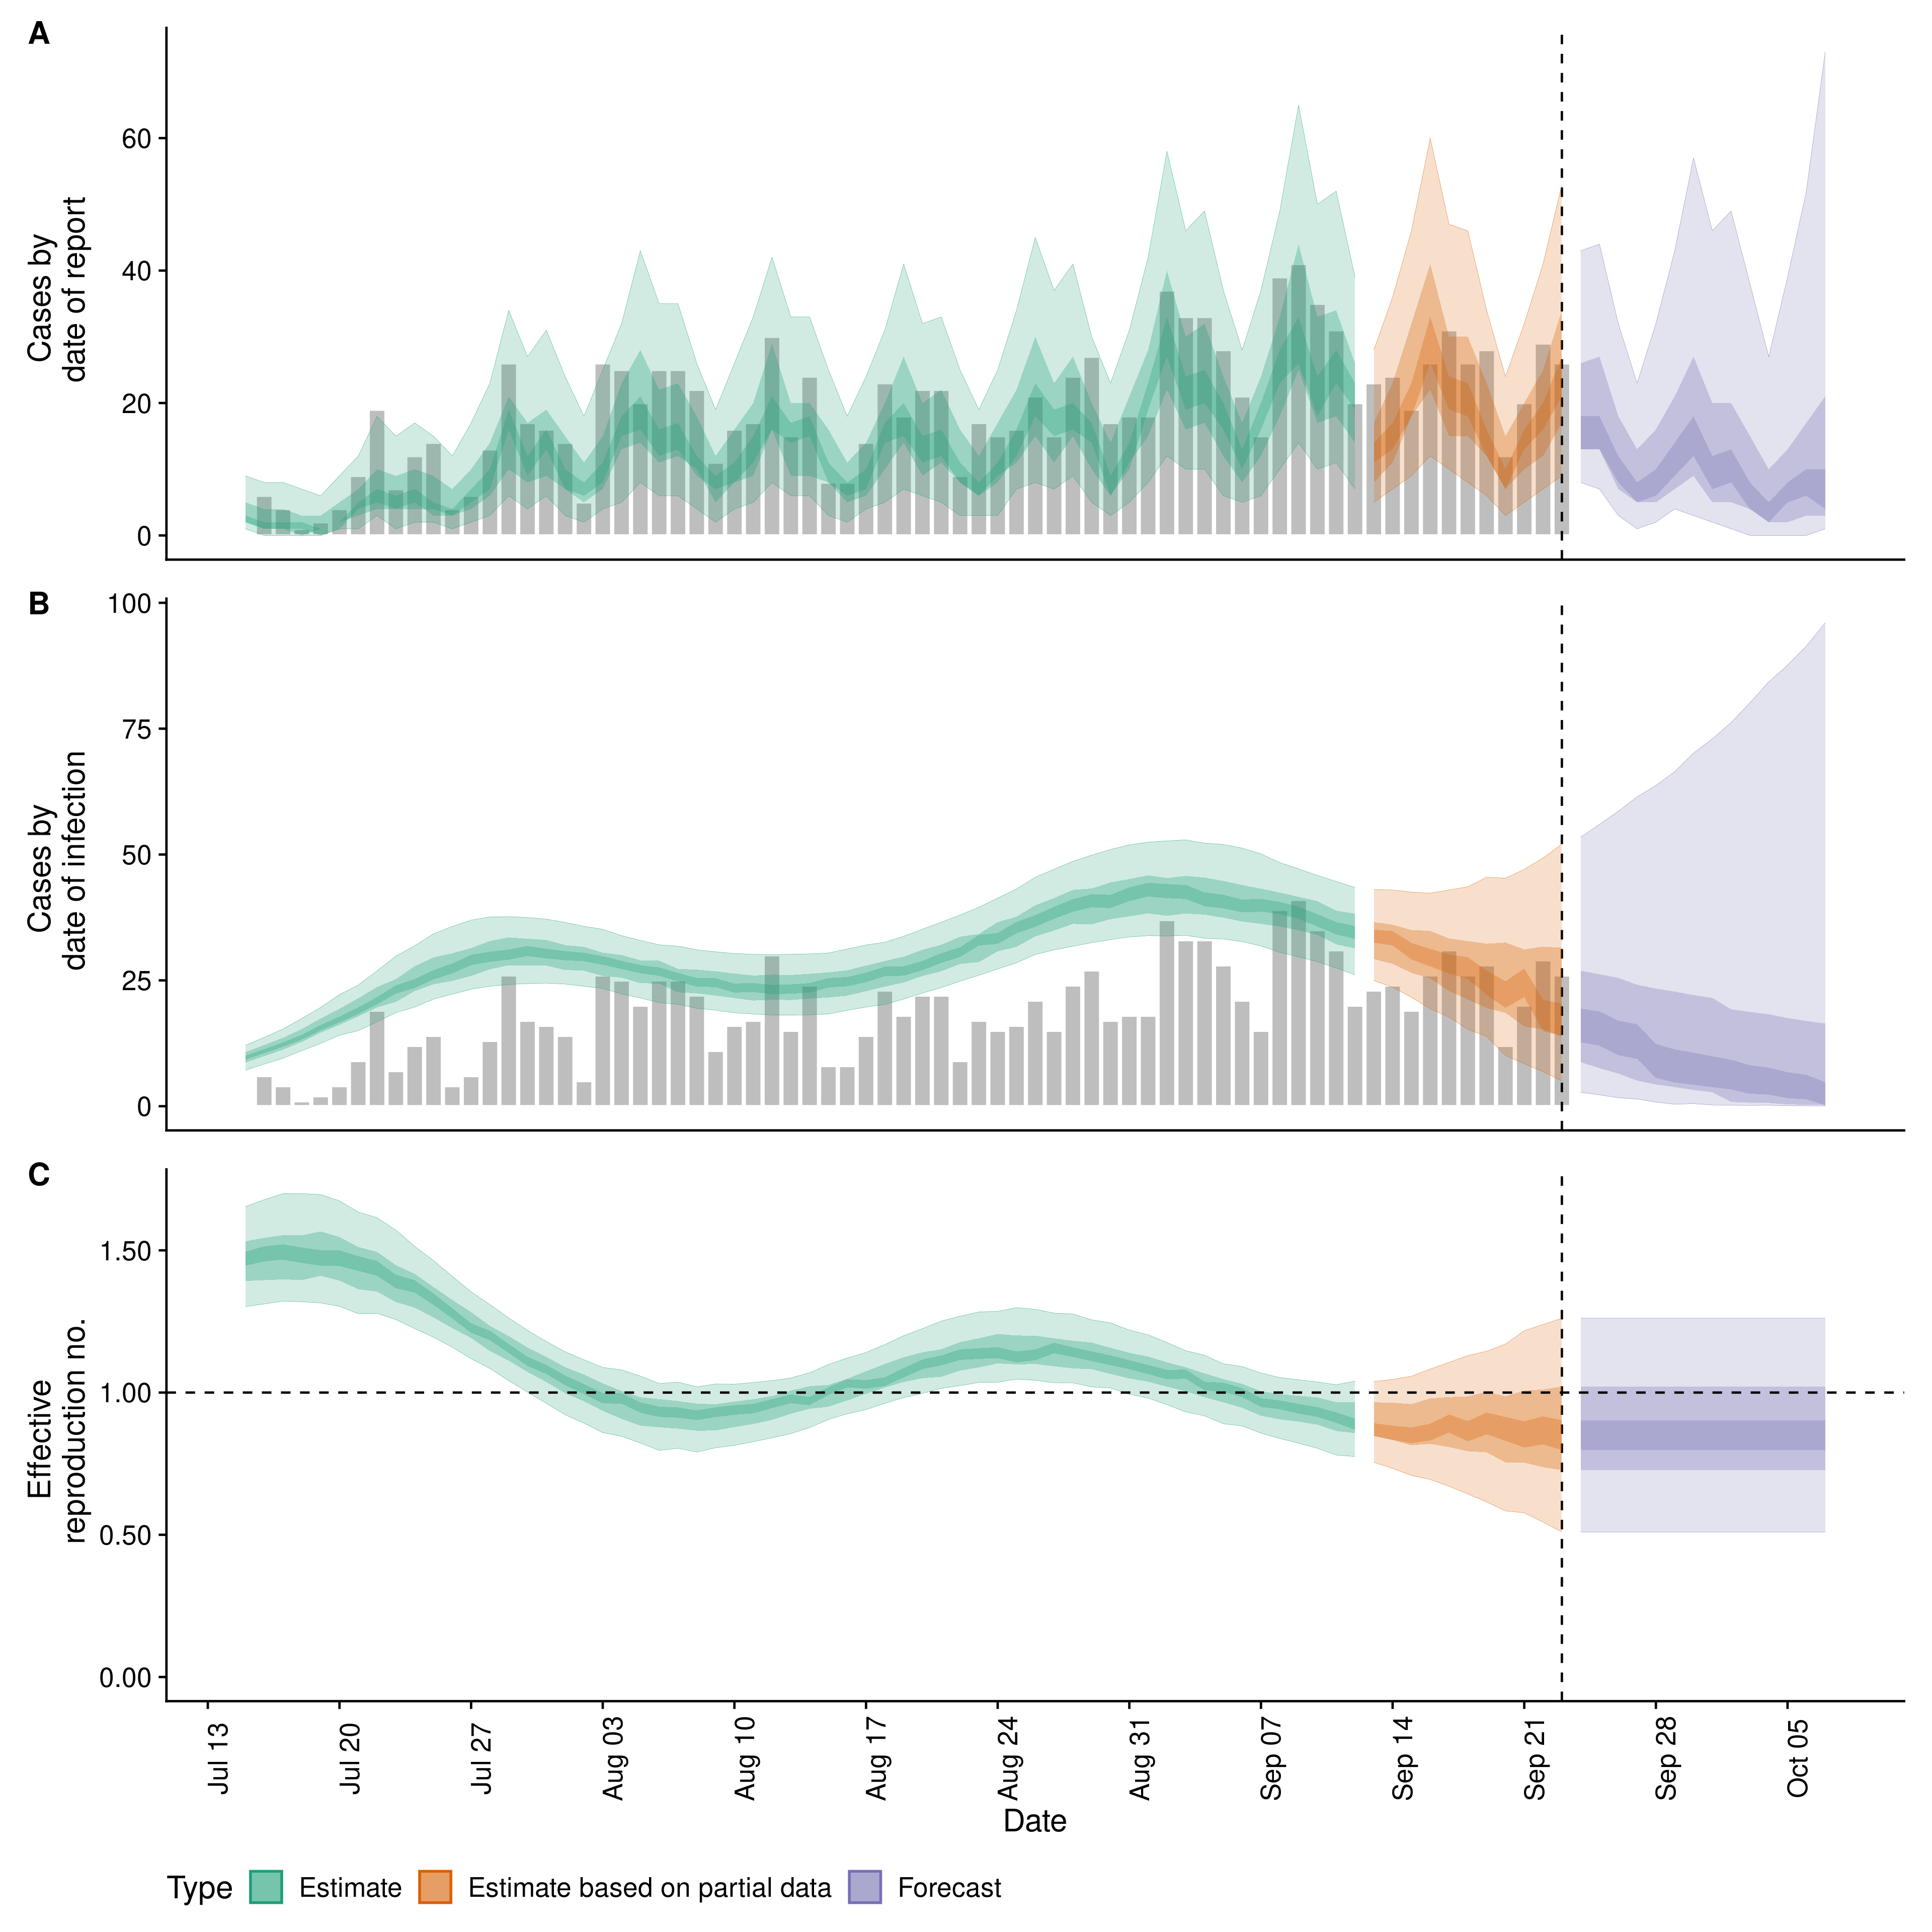 A
Cases by
date of report
60
40
20
0
B
Cases by
date of infection
100
75
50
25
0
C
Effective
reproduction no.
1.50
1.00
0.50
0.00
Jul 13
Jul 20
Jul 27
Aug 03
Aug 10
Aug 17
Aug 24
Aug 31
Sep 07
Sep 14
Sep 21
Sep 28
Oct 05
Date
Type Estimate Estimate based on partial data Forecast